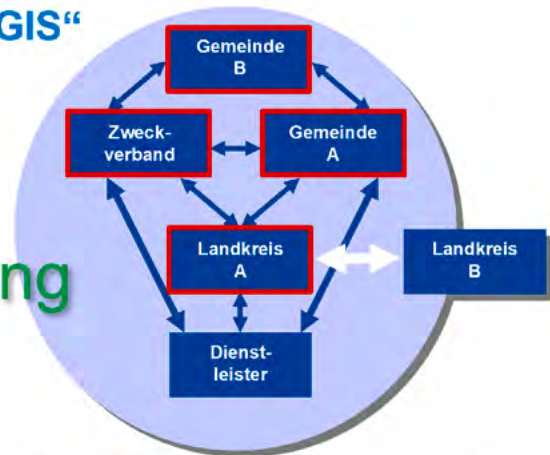 GIS“
Gemeinde
B
Zweck-
verband
Gemeinde
A
Landkreis
A
Landkreis
B
ng
Dienst-
leister